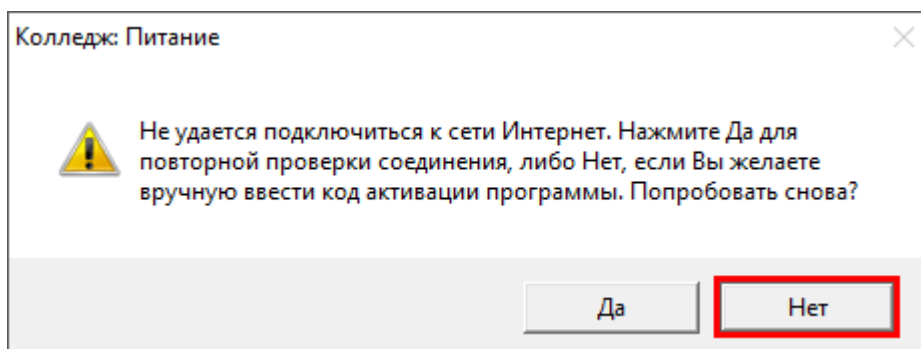 Колледж: Питание
Не удается подключиться к сети Интернет. Нажмите Да для
повторной проверки соединения, либо Нет, если Вы желаете
вручную ввести код активации программы. Попробовать снова?
Да
Нет